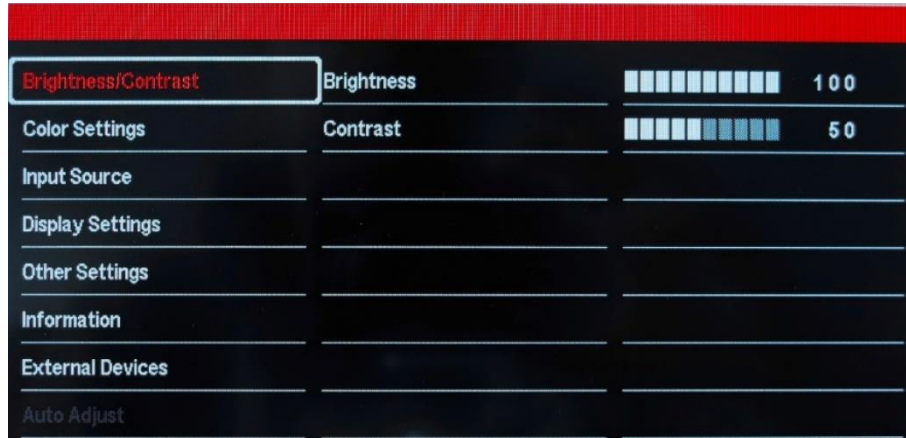 Brightness/Contrast Brightness 100
Color Settings Contrast 50
Input Source
Display Settings
Other Settings
Information
External Devices
Auto Adjust